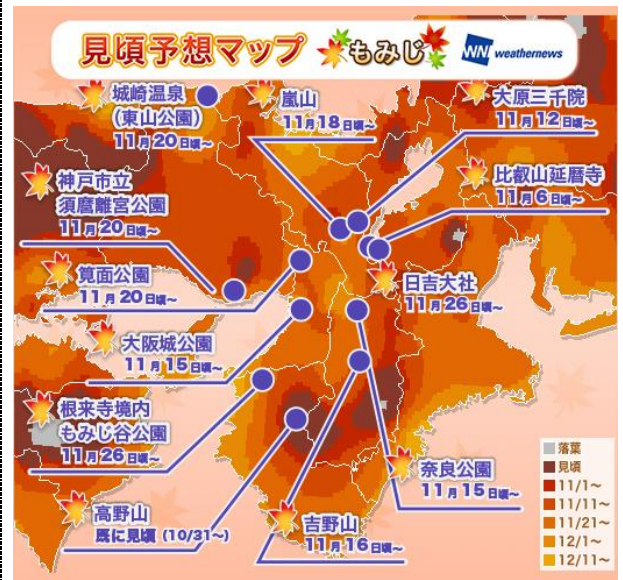 見頃予想マップ もみじ WNI weathernews
城崎温泉
(東山公園)
11月20日頃~
嵐山
11月18日頃~
大原三千院
11月12日頃~
神戸市立
須磨離宮公園
11月20日頃~
比叡山延暦寺
11月6日頃~
箕面公園
11月20日頃~
日吉大社
11月26日頃~
大阪城公園
11月15日頃~
根来寺境内
もみじ谷公園
11月26日頃~
奈良公園
11月15日頃~
高野山
既に見頃(10/31~)
吉野山
11月16日頃~
落葉
見頃
11/1~
11/11~
11/21~
12/1~
12/11~